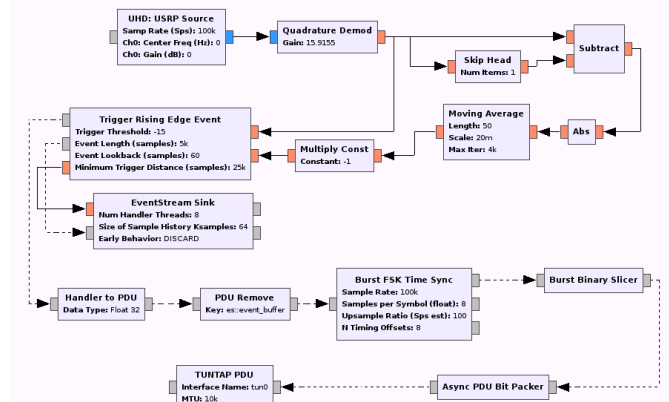 UHD: USRP Source
Samp Rate (Sps): 100k
Ch0: Center Freq (Hz): 0
Ch0: Gain (dB): 0
Quadrature Demod
Gain: 15.9155
Skip Head
Num Items: 1
Subtract
Trigger Rising Edge Event
Trigger Threshold: -15
Event Length (samples): 5k
Event Lookback (samples): 60
Minimum Trigger Distance (samples): 25k
Multiply Const
Constant: -1
Moving Average
Length: 50
Scale: 20m
Max Iter: 4k
Abs
EventStream Sink
Num Handler Threads: 8
Size of Sample History Ksamples: 64
Early Behavior: DISCARD
Handler to PDU
Data Type: Float 32
PDU Remove
Key: es::event_buffer
Burst FSK Time Sync
Sample Rate: 100k
Samples per Symbol (float): 8
Upsample Ratio (Sps est): 100
N Timing Offsets: 8
Burst Binary Slicer
TUNTAP PDU
Interface Name: tun0
MTU: 10k
Async PDU Bit Packer